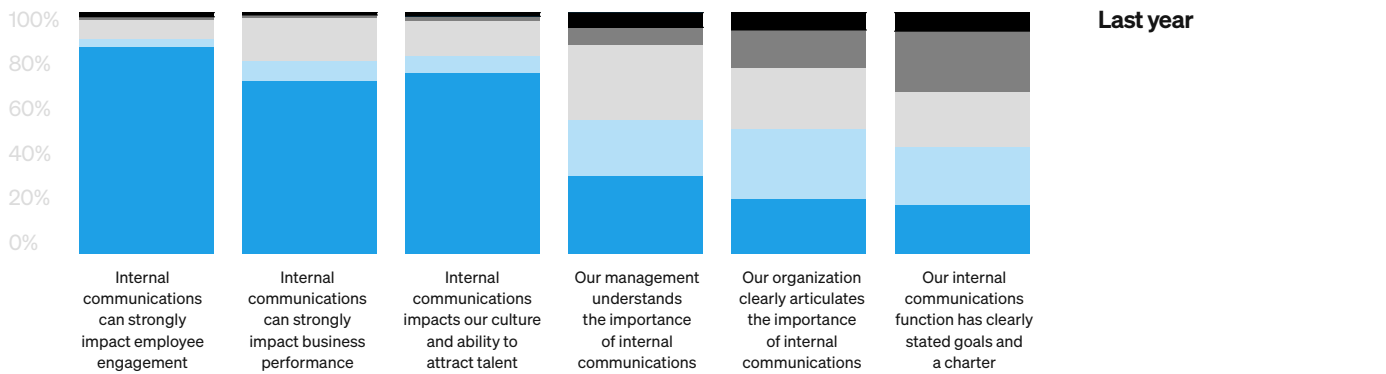 100%
80%
60%
40%
20%
0%
Last year
Internal
communications
can strongly
impact employee
engagement
Internal
communications
can strongly
impact business
performance
Internal
communications
impacts our culture
and ability to
attract talent
Our management
understands
the importance
of internal
communications
Our organization
clearly articulates
the importance
of internal
communications
Our internal
communications
function has clearly
stated goals and
a charter